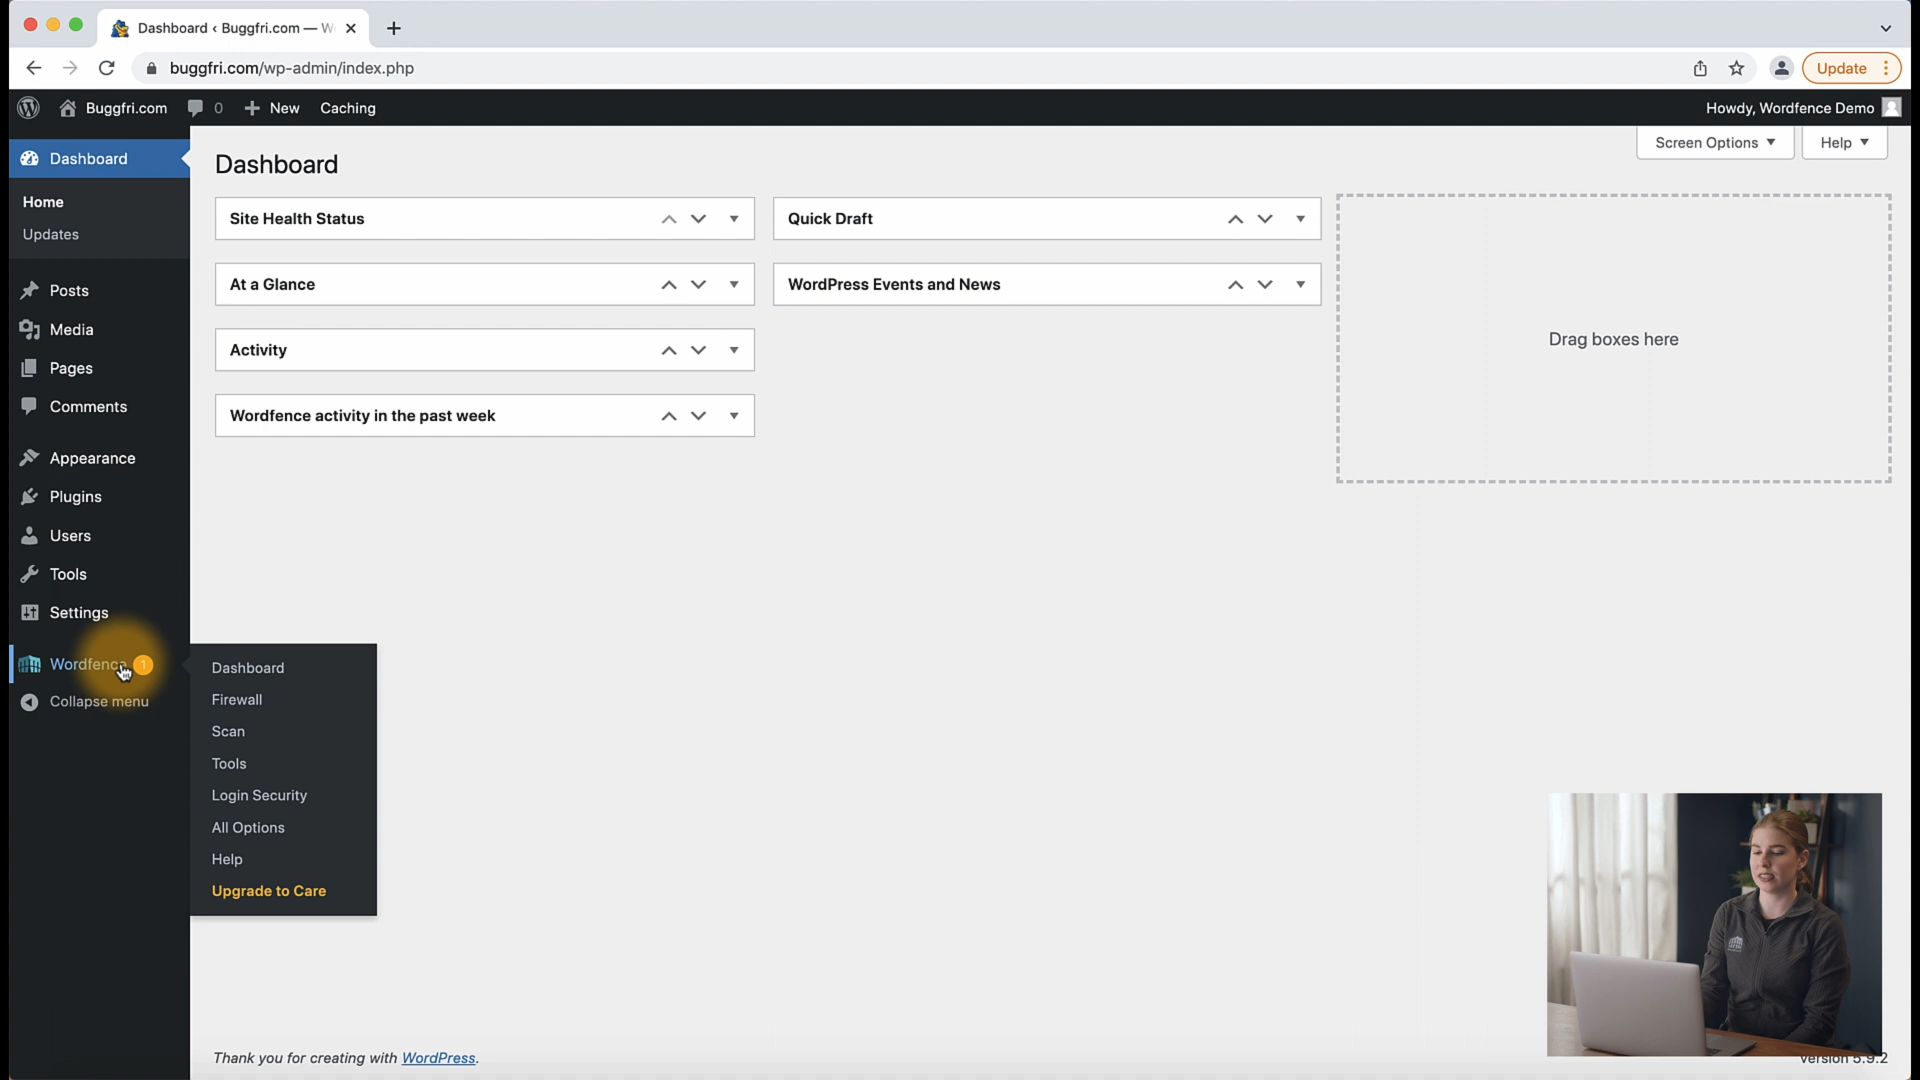 Dashboard ‹ Buggfri.com — W
buggfri.com/wp-admin/index.php
Update
Buggfri.com
0
New
Caching
Howdy, Wordfence Demo
Dashboard
Home
Updates
Posts
Media
Pages
Comments
Appearance
Plugins
Users
Tools
Settings
Wordfence
1
Collapse menu
Dashboard
Firewall
Scan
Tools
Login Security
All Options
Help
Upgrade to Care
Dashboard
Screen Options
Help
Site Health Status
At a Glance
Activity
Wordfence activity in the past week
Quick Draft
WordPress Events and News
Drag boxes here
Thank you for creating with WordPress.
Version 5.9.2